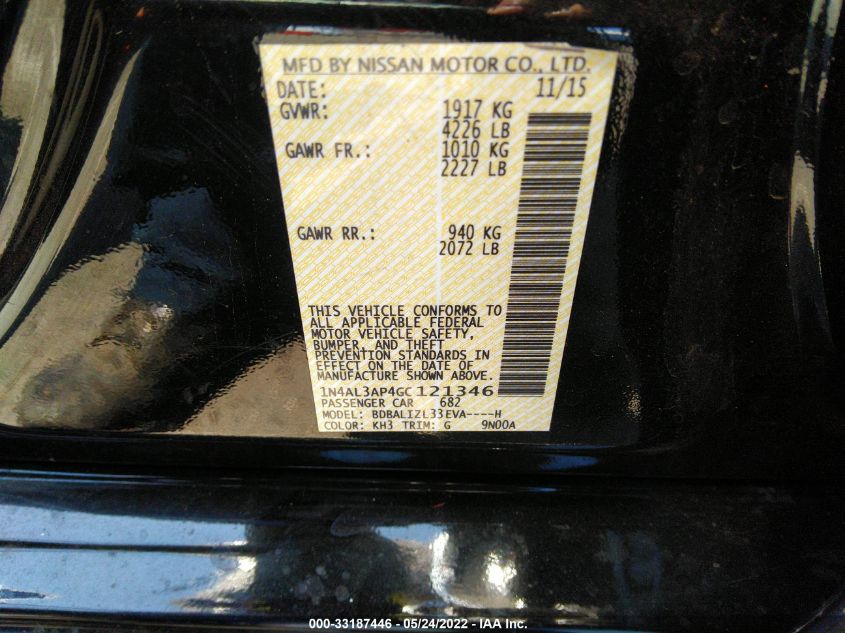 MFD BY NISSAN MOTOR CO., LTD.
DATE: 11/15
GVWR: 1917 KG
4226 LB
GAWR FR.: 1010 KG
2227 LB
GAWR RR.: 940 KG
2072 LB
THIS VEHICLE CONFORMS TO
ALL APPLICABLE FEDERAL
MOTOR VEHICLE SAFETY,
BUMPER, AND THEFT
PREVENTION STANDARDS IN
EFFECT ON THE DATE OF
MANUFACTURE SHOWN ABOVE.
1N4AL3AP4GC121346
PASSENGER CAR 682
MODEL: BDBALIZL33EVA----H
COLOR: KH3 TRIM: G 9N00A
000-33187446 - 05/24/2022 - IAA Inc.